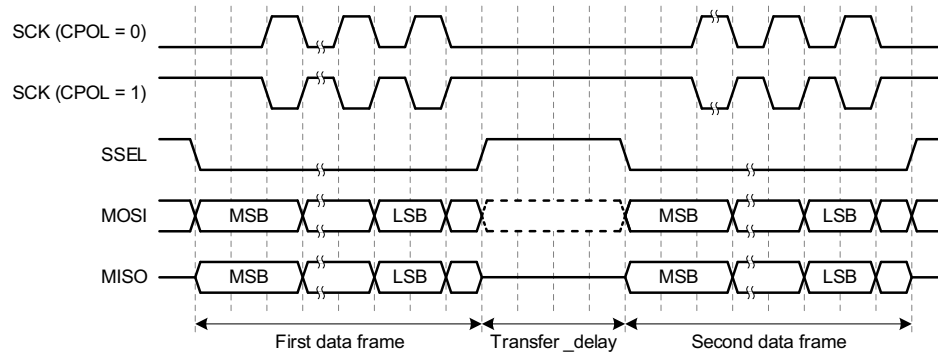 SCK (CPOL = 0)
SCK (CPOL = 1)
SSEL
MOSI MSB LSB MSB LSB
MISO MSB LSB MSB LSB
First data frame Transfer _delay Second data frame